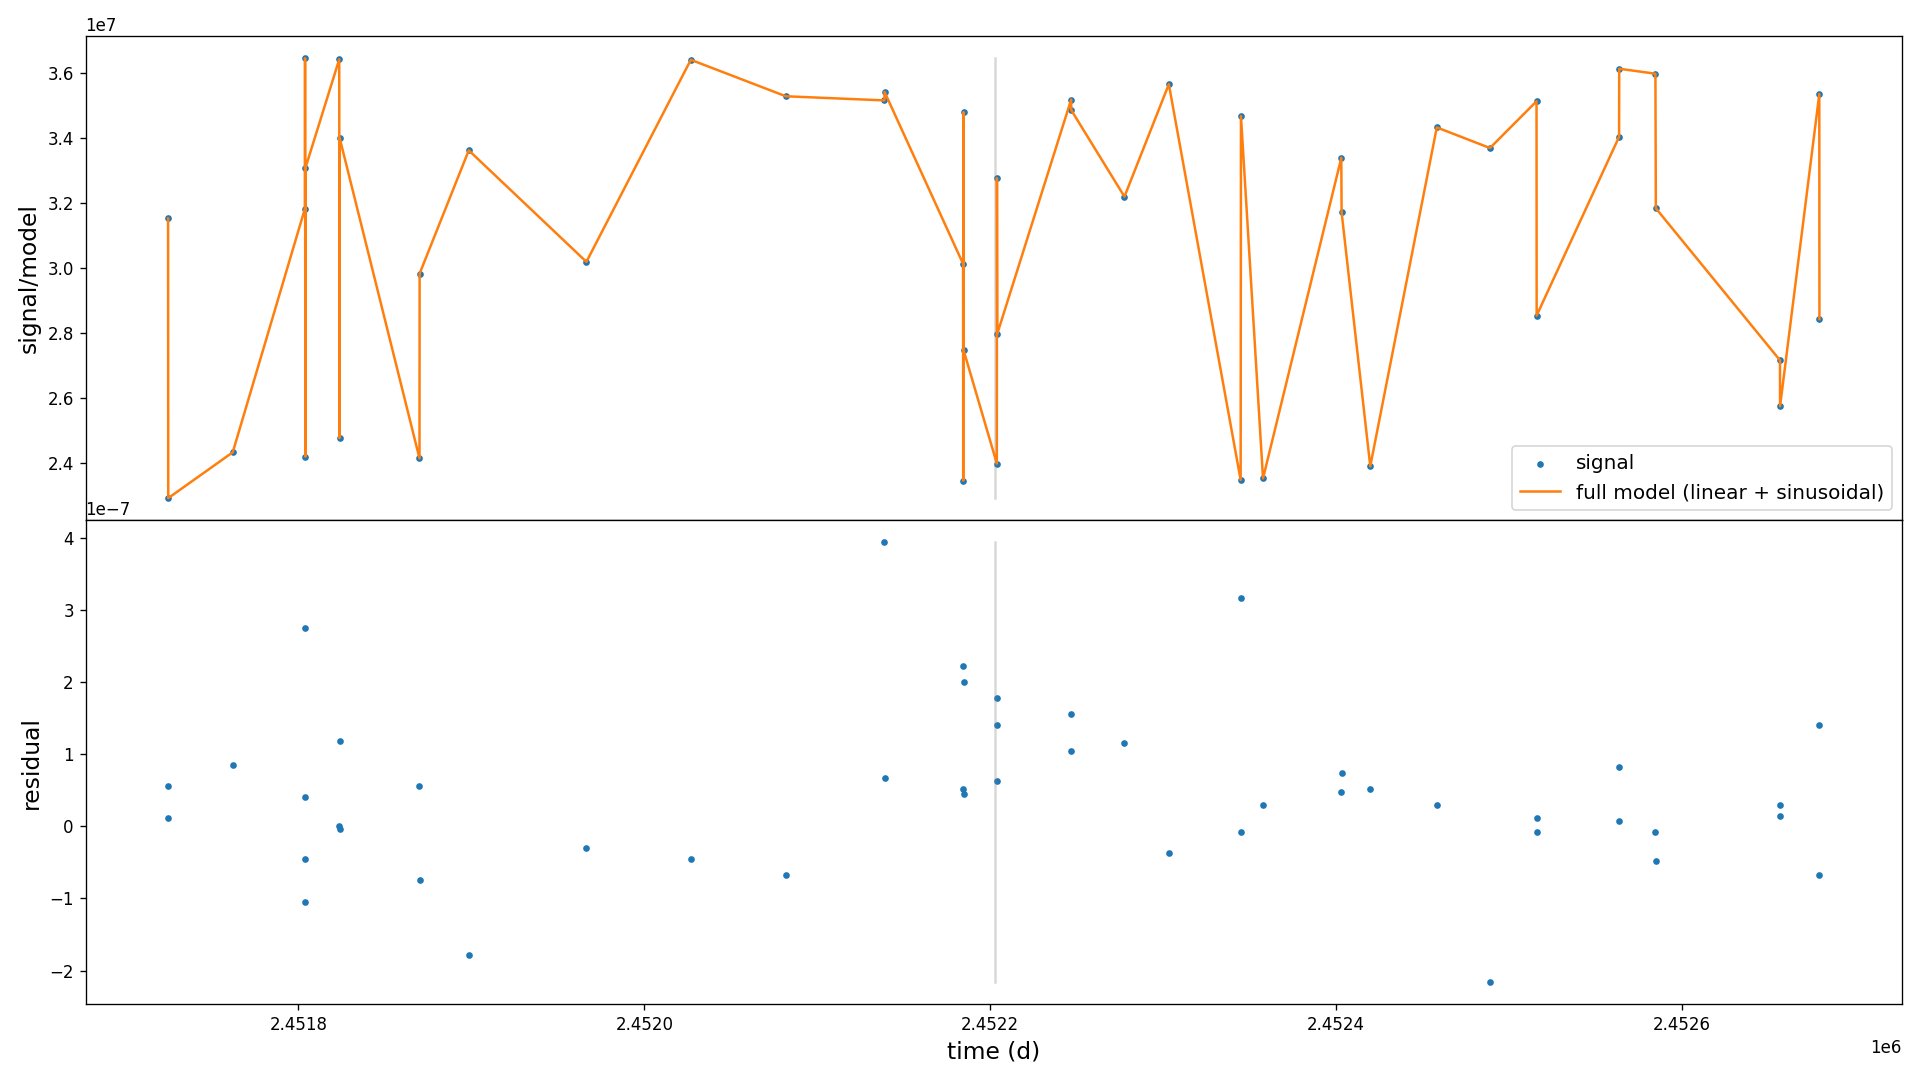 1e7
3.6
3.4
3.2
3.0
2.8
2.6
2.4
signal/model
signal
full model (linear + sinusoidal)
1e−7
4
3
2
1
0
−1
−2
residual
2.4518
2.4520
2.4522
2.4524
2.4526
1e6
time (d)